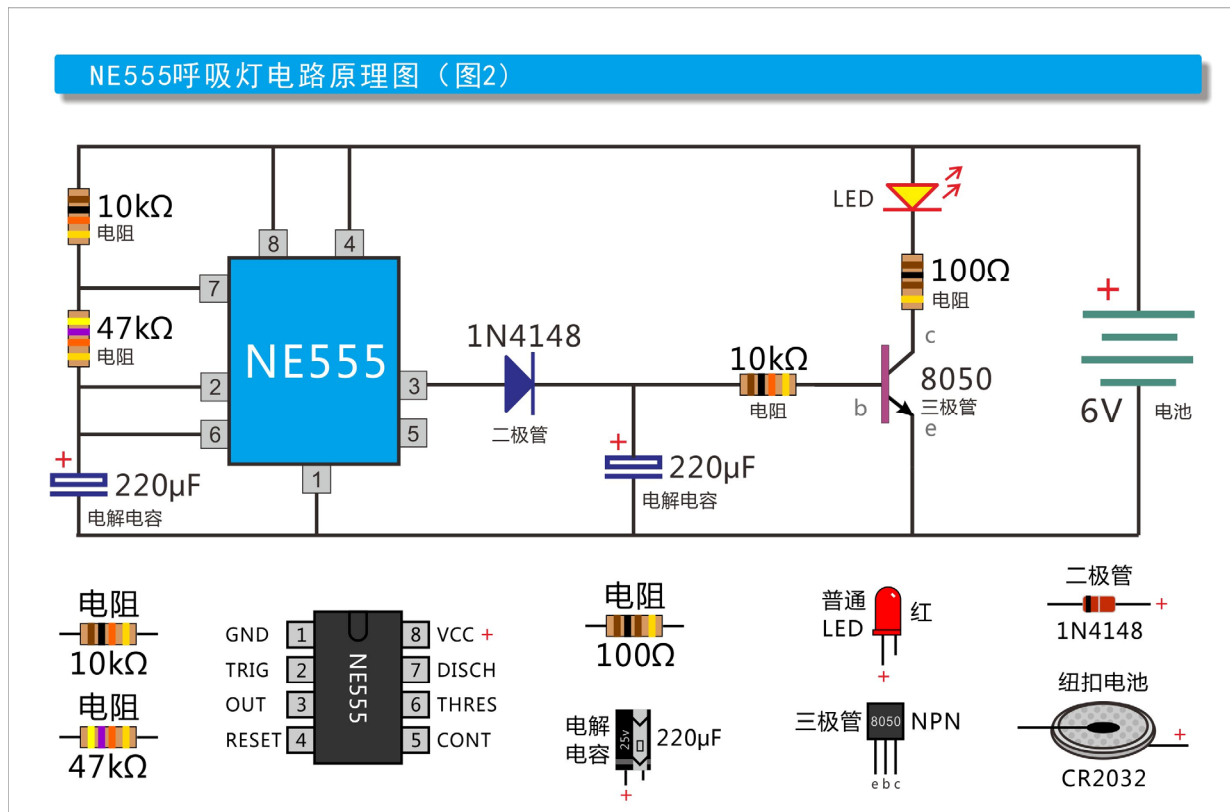 NE555呼吸灯电路原理图（图2）
10kΩ
电阻
47kΩ
电阻
8
4
7
2
6
3
5
1
NE555
+
220μF
电解电容
1N4148
二极管
+
220μF
电解电容
10kΩ
电阻
LED
100Ω
电阻
c
b
e
8050
三极管
+
6V
电池
电阻
10kΩ
电阻
47kΩ
GND 1
TRIG 2
OUT 3
RESET 4
NE555
8 VCC +
7 DISCH
6 THRES
5 CONT
电阻
100Ω
电解
电容
25v
220μF
+
普通
LED
红
+
三极管
8050
NPN
e b c
二极管
+
1N4148
纽扣电池
+
CR2032